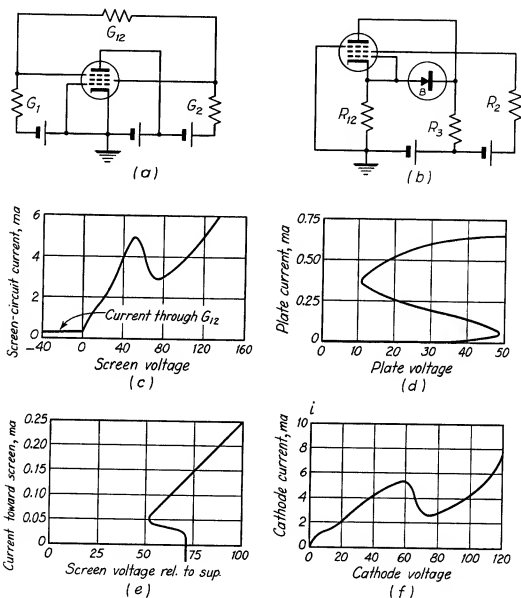 G12
G1
G2
(a)
B
R12
R3
R2
(b)
Screen-circuit current, ma
6
4
2
0
Current through G12
-40
0
40
80
120
160
Screen voltage
(c)
Plate current, ma
0.75
0.50
0.25
0
0
10
20
30
40
50
Plate voltage
(d)
Current toward screen, ma
0.25
0.20
0.15
0.10
0.05
0
0
25
50
75
100
Screen voltage rel. to sup.
(e)
i
Cathode current, ma
10
8
6
4
2
0
0
20
40
60
80
100
120
Cathode voltage
(f)